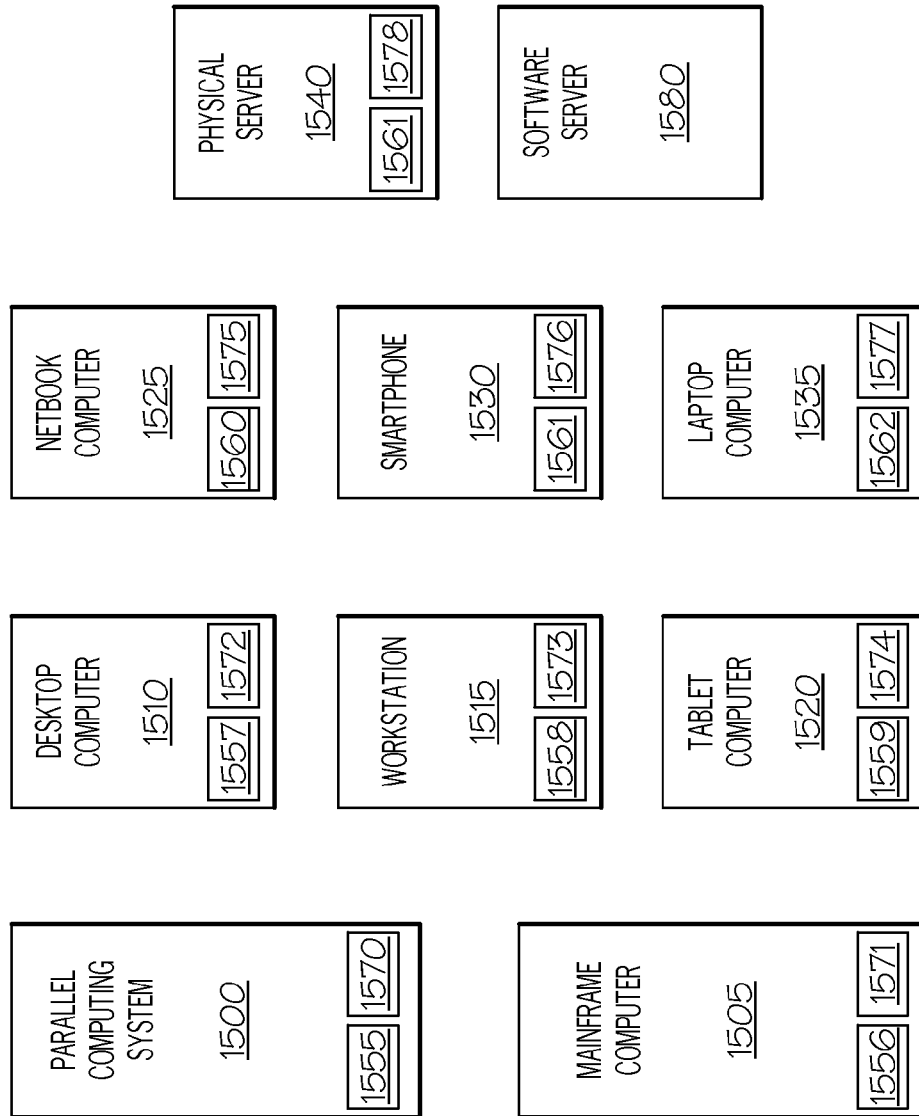 PARALLEL
COMPUTING
SYSTEM
1500
1555 1570
MAINFRAME
COMPUTER
1505
1556 1571
DESKTOP
COMPUTER
1510
1557 1572
WORKSTATION
1515
1558 1573
TABLET
COMPUTER
1520
1559 1574
NETBOOK
COMPUTER
1525
1560 1575
SMARTPHONE
1530
1561 1576
LAPTOP
COMPUTER
1535
1562 1577
PHYSICAL
SERVER
1540
1561 1578
SOFTWARE
SERVER
1580